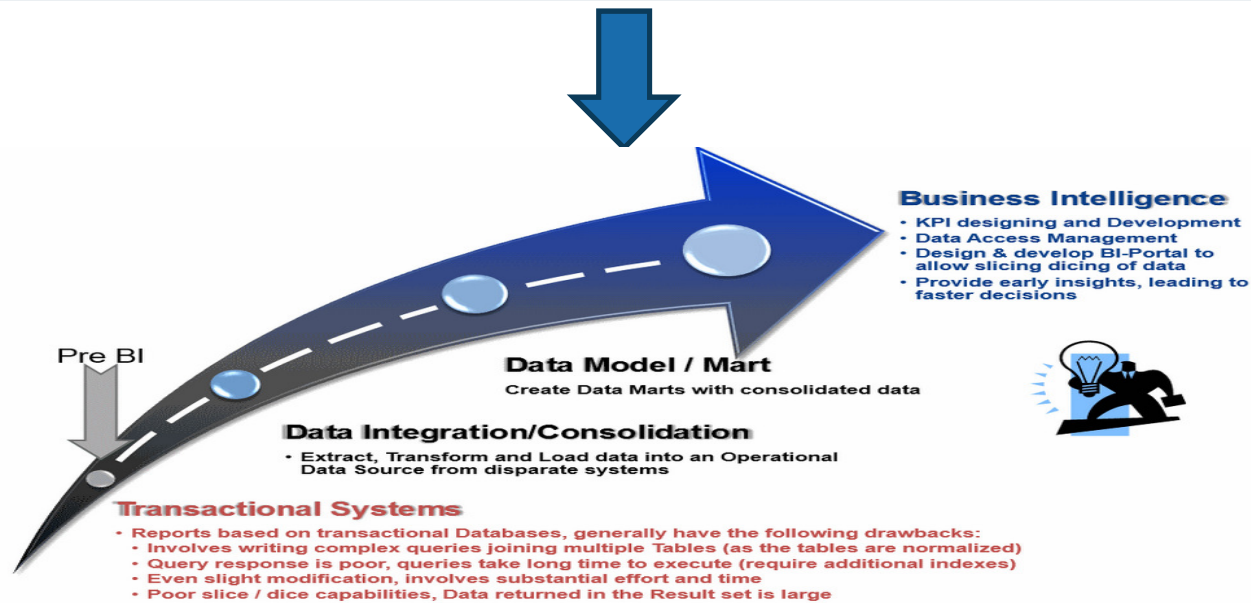 Business Intelligence
• KPI designing and Development
• Data Access Management
• Design & develop BI-Portal to
allow slicing dicing of data
• Provide early insights, leading to
faster decisions
Pre BI
Data Model / Mart
Create Data Marts with consolidated data
Data Integration/Consolidation
• Extract, Transform and Load data into an Operational
Data Source from disparate systems
Transactional Systems
• Reports based on transactional Databases, generally have the following drawbacks:
• Involves writing complex queries joining multiple Tables (as the tables are normalized)
• Query response is poor, queries take long time to execute (require additional indexes)
• Even slight modification, involves substantial effort and time
• Poor slice / dice capabilities, Data returned in the Result set is large